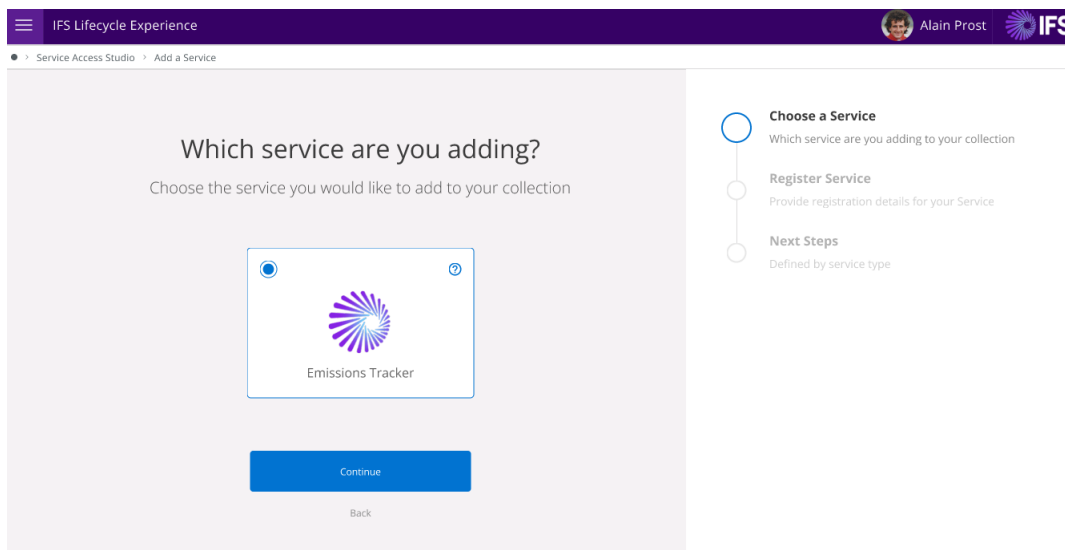 IFS Lifecycle Experience
Alain Prost
IFS
Service Access Studio > Add a Service
Which service are you adding?
Choose the service you would like to add to your collection
Emissions Tracker
Continue
Back
Choose a Service
Which service are you adding to your collection
Register Service
Provide registration details for your Service
Next Steps
Defined by service type